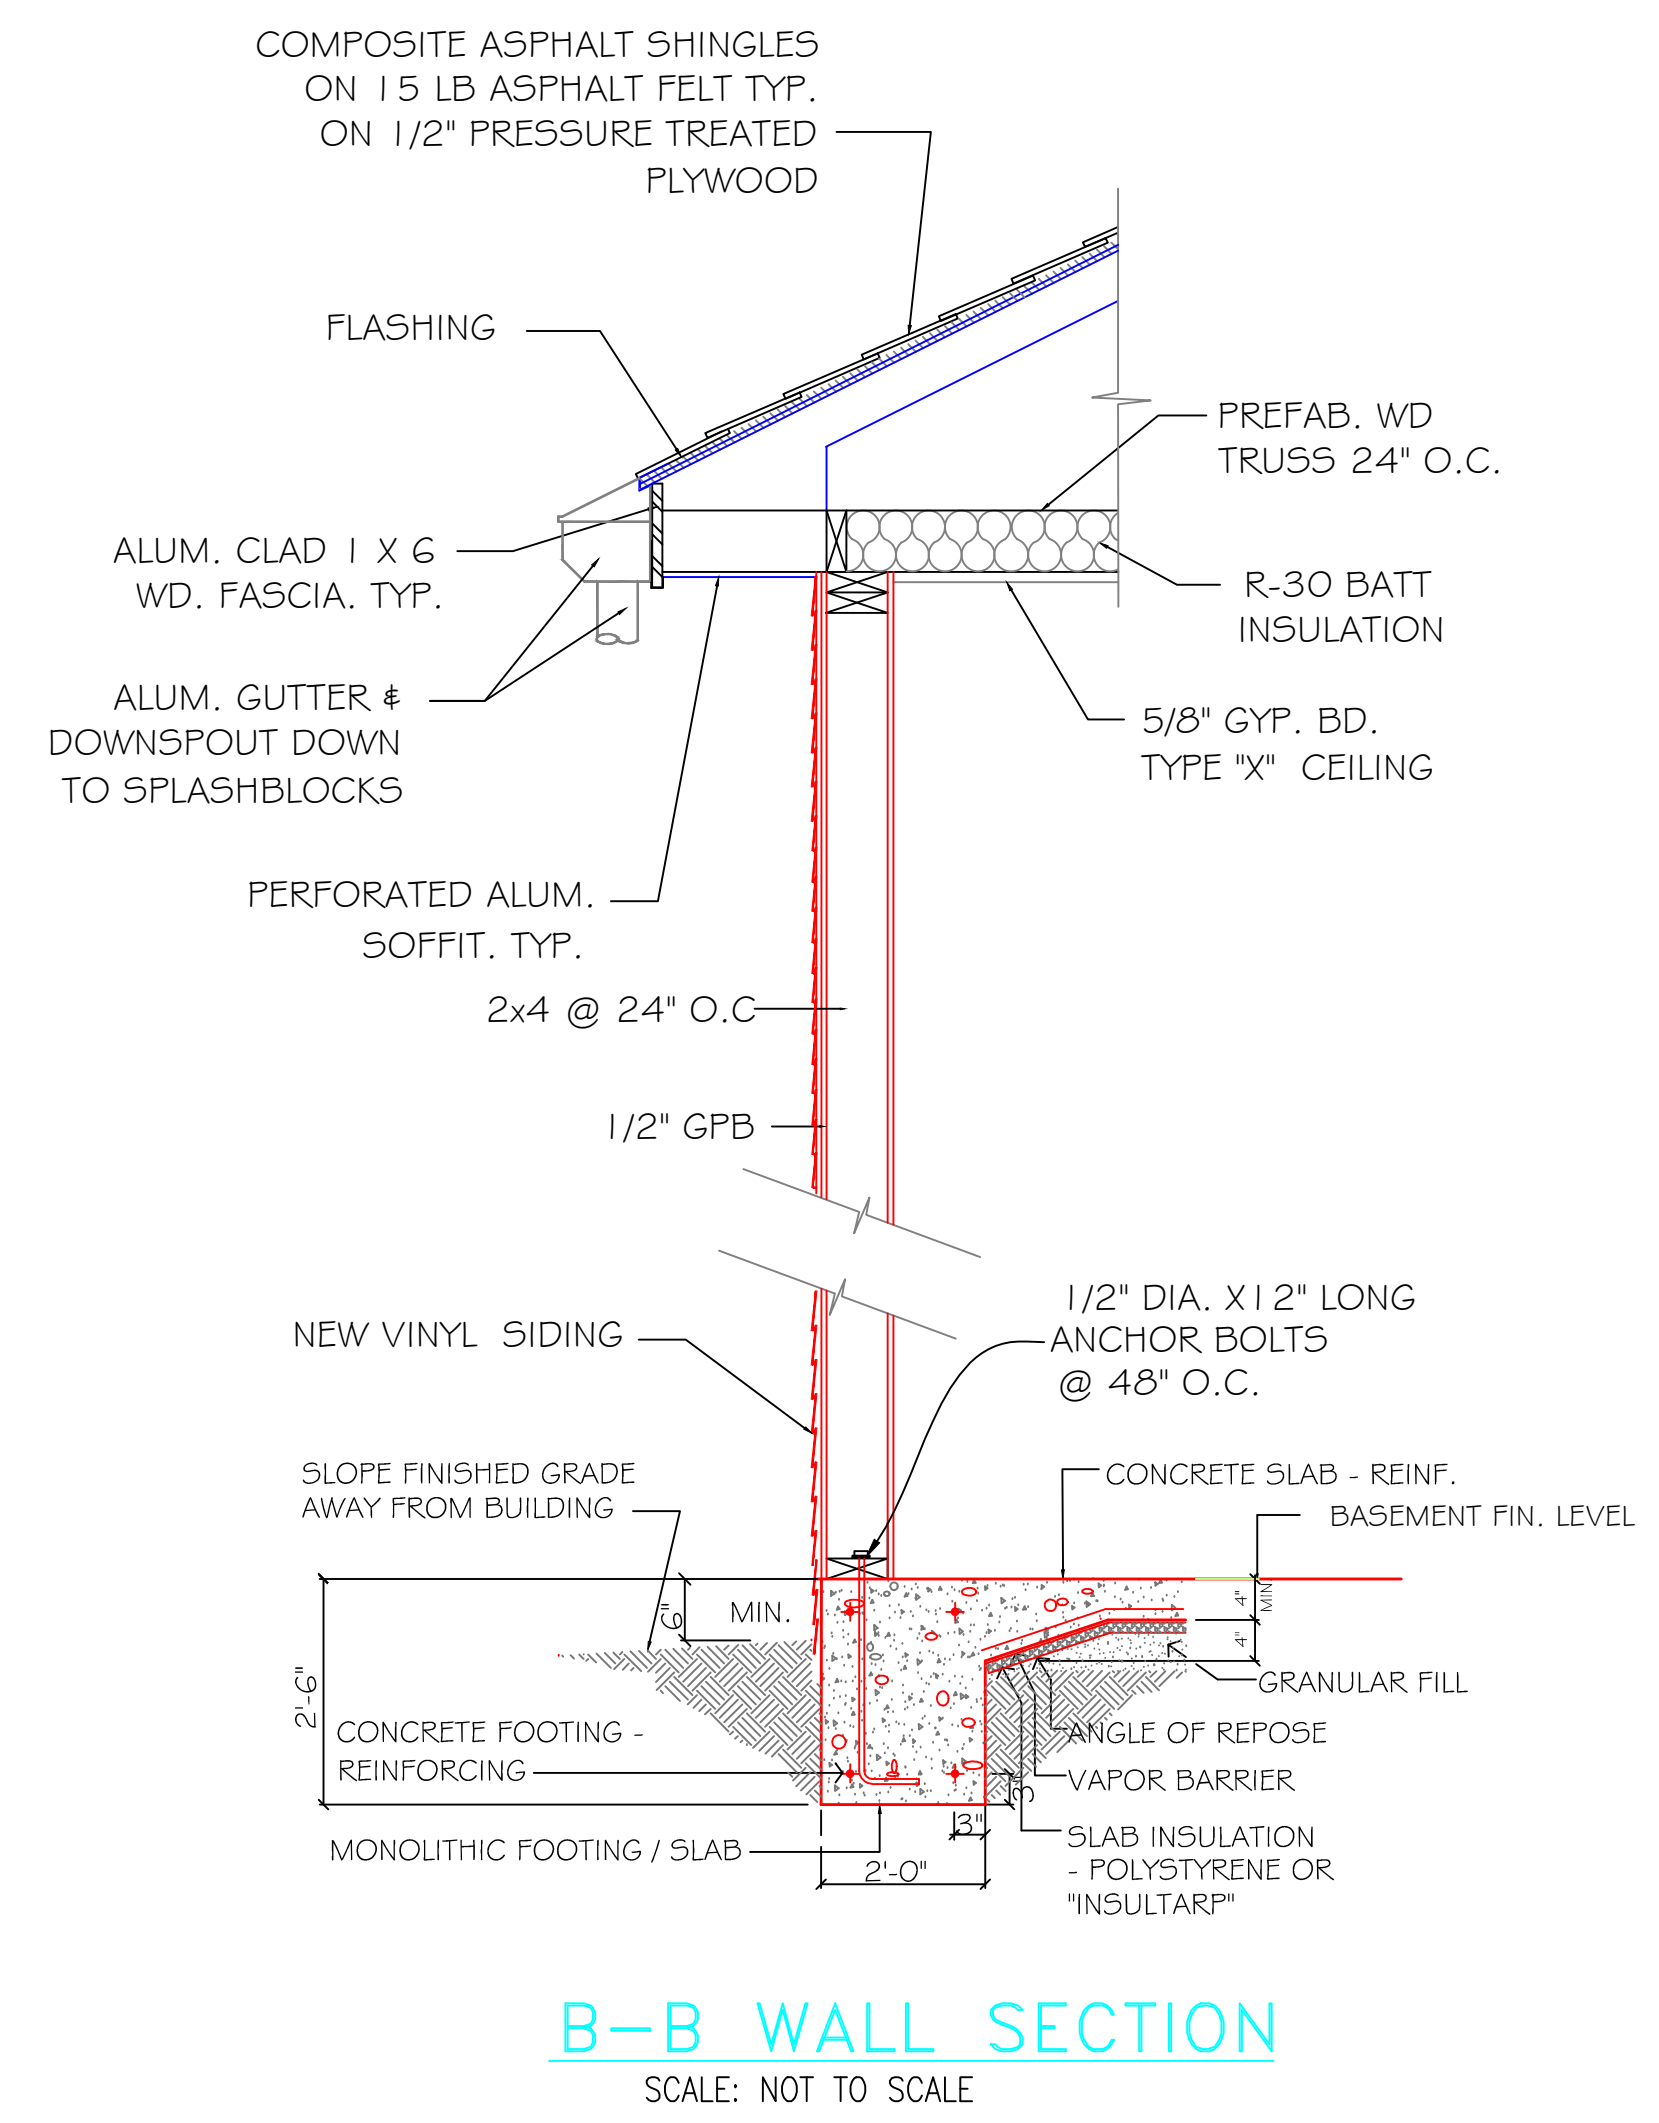 COMPOSITE ASPHALT SHINGLES
ON 15 LB ASPHALT FELT TYP.
ON 1/2" PRESSURE TREATED
PLYWOOD
FLASHING
PREFAB. WD
TRUSS 24" O.C.
ALUM. CLAD 1 X 6
WD. FASCIA. TYP.
R-30 BATT
INSULATION
ALUM. GUTTER &
DOWNSPOUT DOWN
TO SPLASHBLOCKS
5/8" GYP. BD.
TYPE "X" CEILING
PERFORATED ALUM.
SOFFIT. TYP.
2x4 @ 24" O.C
1/2" GPB
1/2" DIA. X12" LONG
ANCHOR BOLTS
@ 48" O.C.
NEW VINYL SIDING
SLOPE FINISHED GRADE
AWAY FROM BUILDING
CONCRETE SLAB - REINF.
BASEMENT FIN. LEVEL
6"
MIN.
4"
MIN
4"
2'-6"
GRANULAR FILL
CONCRETE FOOTING -
REINFORCING
ANGLE OF REPOSE
VAPOR BARRIER
3"
3"
MONOLITHIC FOOTING / SLAB
2'-0"
SLAB INSULATION
- POLYSTYRENE OR
"INSULTARP"
B-B WALL SECTION
SCALE: NOT TO SCALE